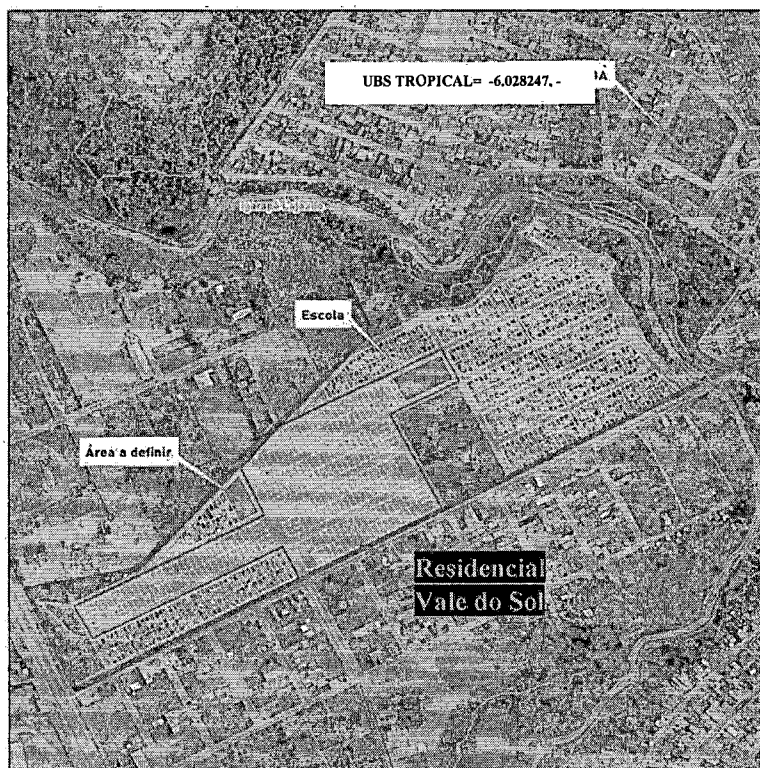 UBS TROPICAL= -6,028247, -
Escola
Área a definir
Residencial
Vale do Sol